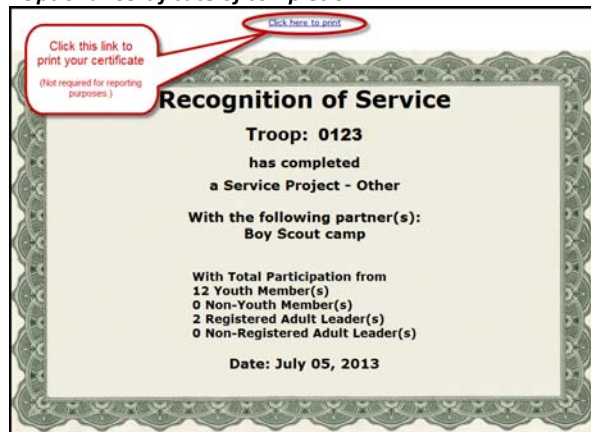 Click here to print
Click this link to
print your certificate
(Not required for reporting
purposes.)
Recognition of Service
Troop: 0123
has completed
a Service Project - Other
With the following partner(s):
Boy Scout camp
With Total Participation from
12 Youth Member(s)
0 Non-Youth Member(s)
2 Registered Adult Leader(s)
0 Non-Registered Adult Leader(s)
Date: July 05, 2013